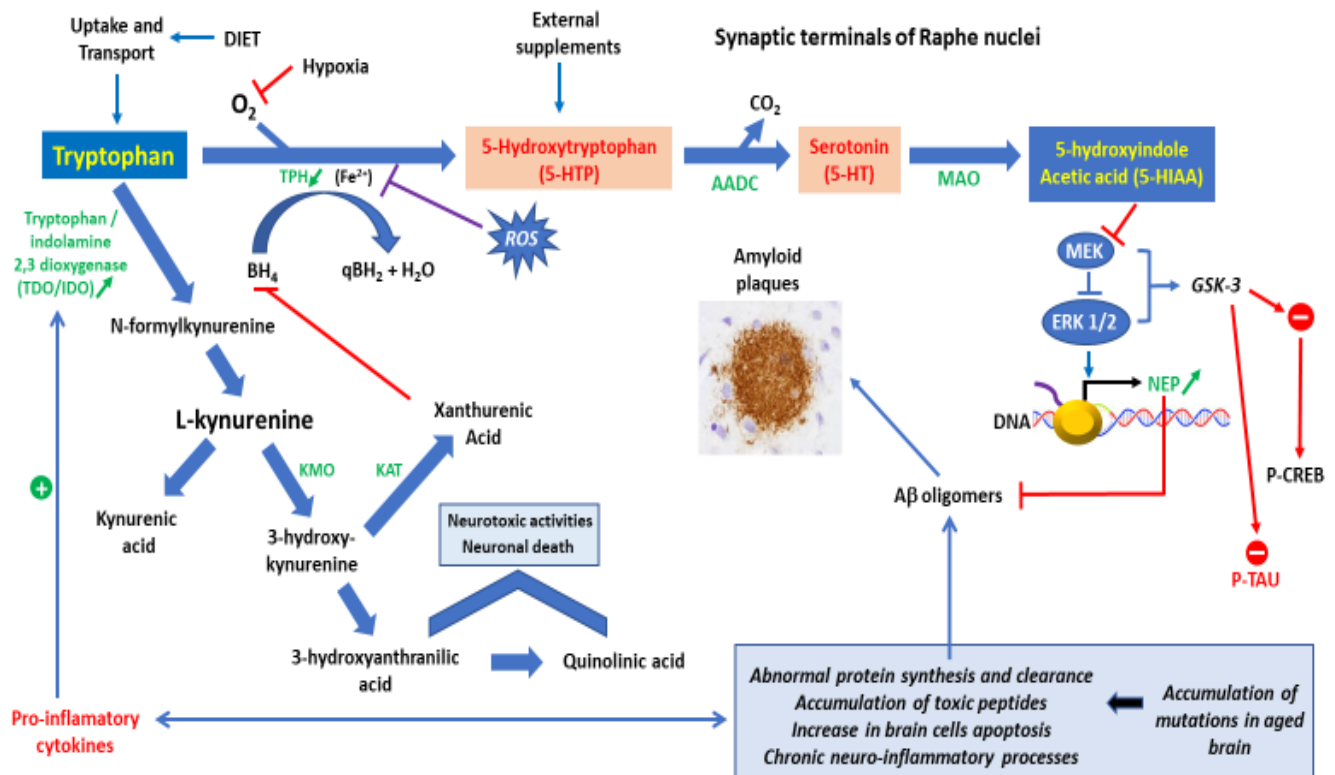 Uptake and
Transport
DIET
External
supplements
Synaptic terminals of Raphe nuclei
Hypoxia
O₂
CO₂
Tryptophan
5-Hydroxytryptophan
(5-HTP)
Serotonin
(5-HT)
5-hydroxyindole
Acetic acid (5-HIAA)
TPH
(Fe²⁺)
AADC
MAO
Tryptophan /
indolamine
2,3 dioxygenase
(TDO/IDO)
ROS
BH₄
qBH₂ + H₂O
MEK
GSK-3
ERK 1/2
Amyloid
plaques
N-formylkynurenine
NEP
DNA
L-kynurenine
Xanthurenic
Acid
KMO
KAT
P-CREB
Aβ oligomers
Kynurenic
acid
3-hydroxy-
kynurenine
Neurotoxic activities
Neuronal death
P-TAU
3-hydroxyanthranilic
acid
Quinolinic acid
Pro-inflamatory
cytokines
Abnormal protein synthesis and clearance
Accumulation of toxic peptides
Increase in brain cells apoptosis
Chronic neuro-inflammatory processes
Accumulation of
mutations in aged
brain